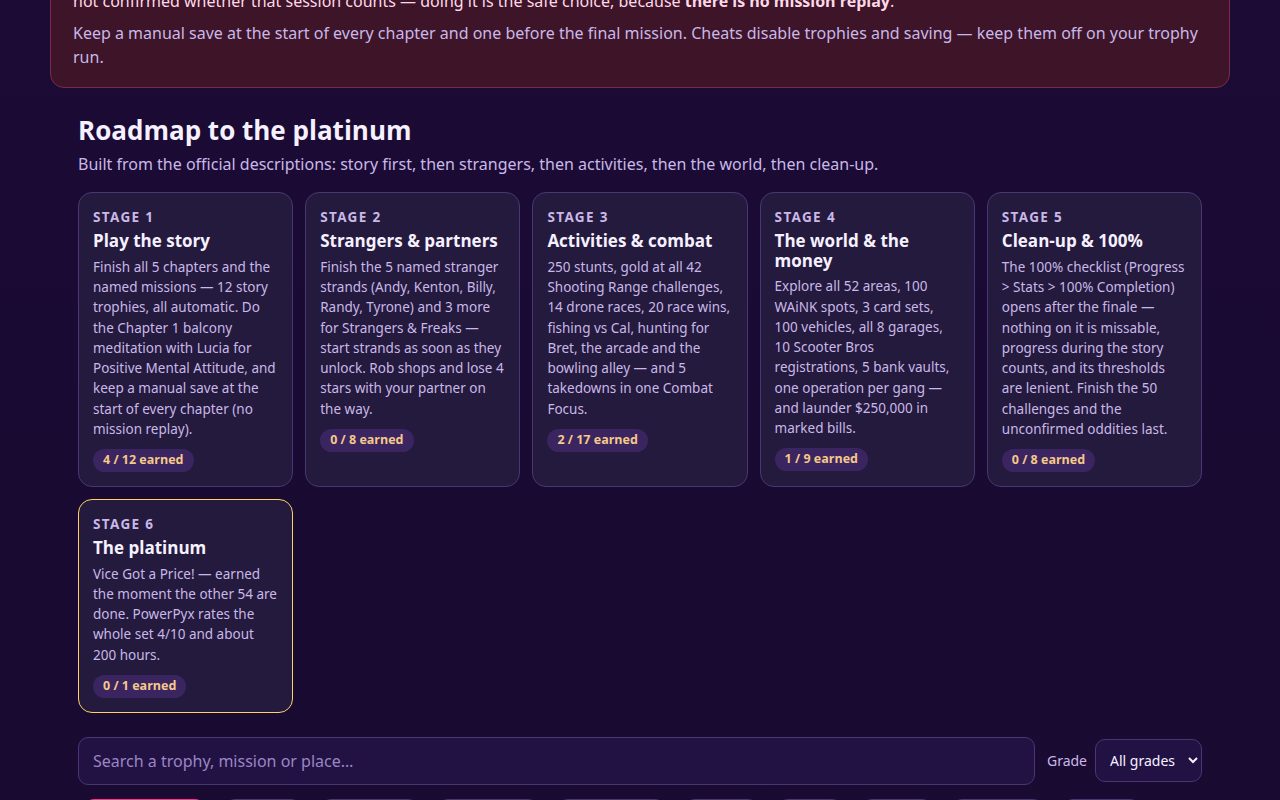 not confirmed whether that session counts — doing it is the safe choice, because there is no mission replay.
Keep a manual save at the start of every chapter and one before the final mission. Cheats disable trophies and saving — keep them off on your trophy
run.
Roadmap to the platinum
Built from the official descriptions: story first, then strangers, then activities, then the world, then clean-up.
STAGE 1
Play the story
Finish all 5 chapters and the
named missions — 12 story
trophies, all automatic. Do
the Chapter 1 balcony
meditation with Lucia for
Positive Mental Attitude, and
keep a manual save at the
start of every chapter (no
mission replay).
4 / 12 earned
STAGE 2
Strangers & partners
Finish the 5 named stranger
strands (Andy, Kenton, Billy,
Randy, Tyrone) and 3 more
for Strangers & Freaks —
start strands as soon as they
unlock. Rob shops and lose 4
stars with your partner on
the way.
0 / 8 earned
STAGE 3
Activities & combat
250 stunts, gold at all 42
Shooting Range challenges,
14 drone races, 20 race wins,
fishing vs Cal, hunting for
Bret, the arcade and the
bowling alley — and 5
takedowns in one Combat
Focus.
2 / 17 earned
STAGE 4
The world & the
money
Explore all 52 areas, 100
WAiNK spots, 3 card sets,
100 vehicles, all 8 garages,
10 Scooter Bros
registrations, 5 bank vaults,
one operation per gang —
and launder $250,000 in
marked bills.
1 / 9 earned
STAGE 5
Clean-up & 100%
The 100% checklist (Progress
> Stats > 100% Completion)
opens after the finale —
nothing on it is missable,
progress during the story
counts, and its thresholds
are lenient. Finish the 50
challenges and the
unconfirmed oddities last.
0 / 8 earned
STAGE 6
The platinum
Vice Got a Price! — earned
the moment the other 54 are
done. PowerPyx rates the
whole set 4/10 and about
200 hours.
0 / 1 earned
Search a trophy, mission or place...
Grade
All grades